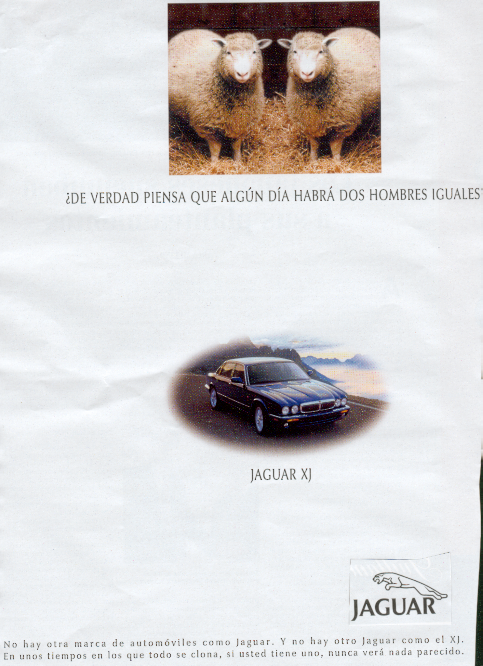 ¿DE VERDAD PIENSA QUE ALGÚN DÍA HABRÁ DOS HOMBRES IGUALES?
JAGUAR XJ
JAGUAR
No hay otra marca de automóviles como Jaguar. Y no hay otro Jaguar como el XJ.
En unos tiempos en los que todo se clona, si usted tiene uno, nunca verá nada parecido.